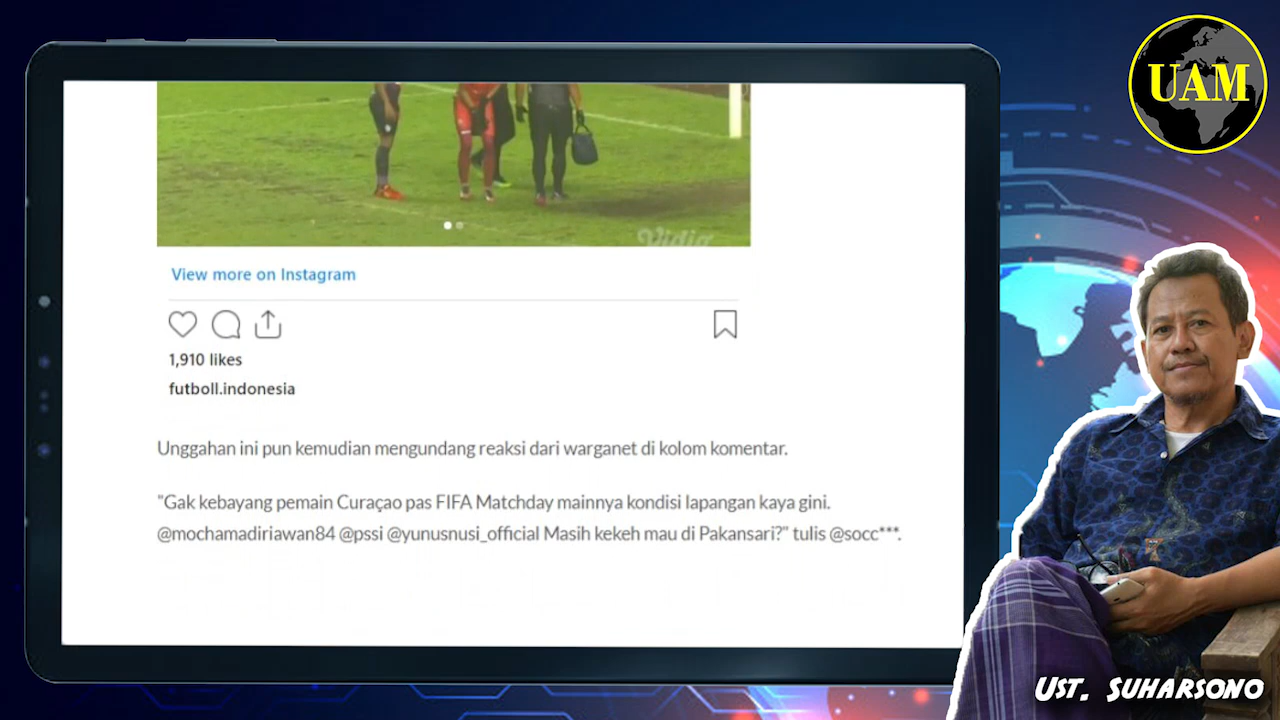 UAM
Vidio
View more on Instagram
1,910 likes
futboll.indonesia
Unggahan ini pun kemudian mengundang reaksi dari warganet di kolom komentar.
"Gak kebayang pemain Curaçao pas FIFA Matchday mainnya kondisi lapangan kaya gini.
@mochamadiriawan84 @pssi @yunusnusi_official Masih kekeh mau di Pakansari?" tulis @socc***.
UST. SUHARSONO